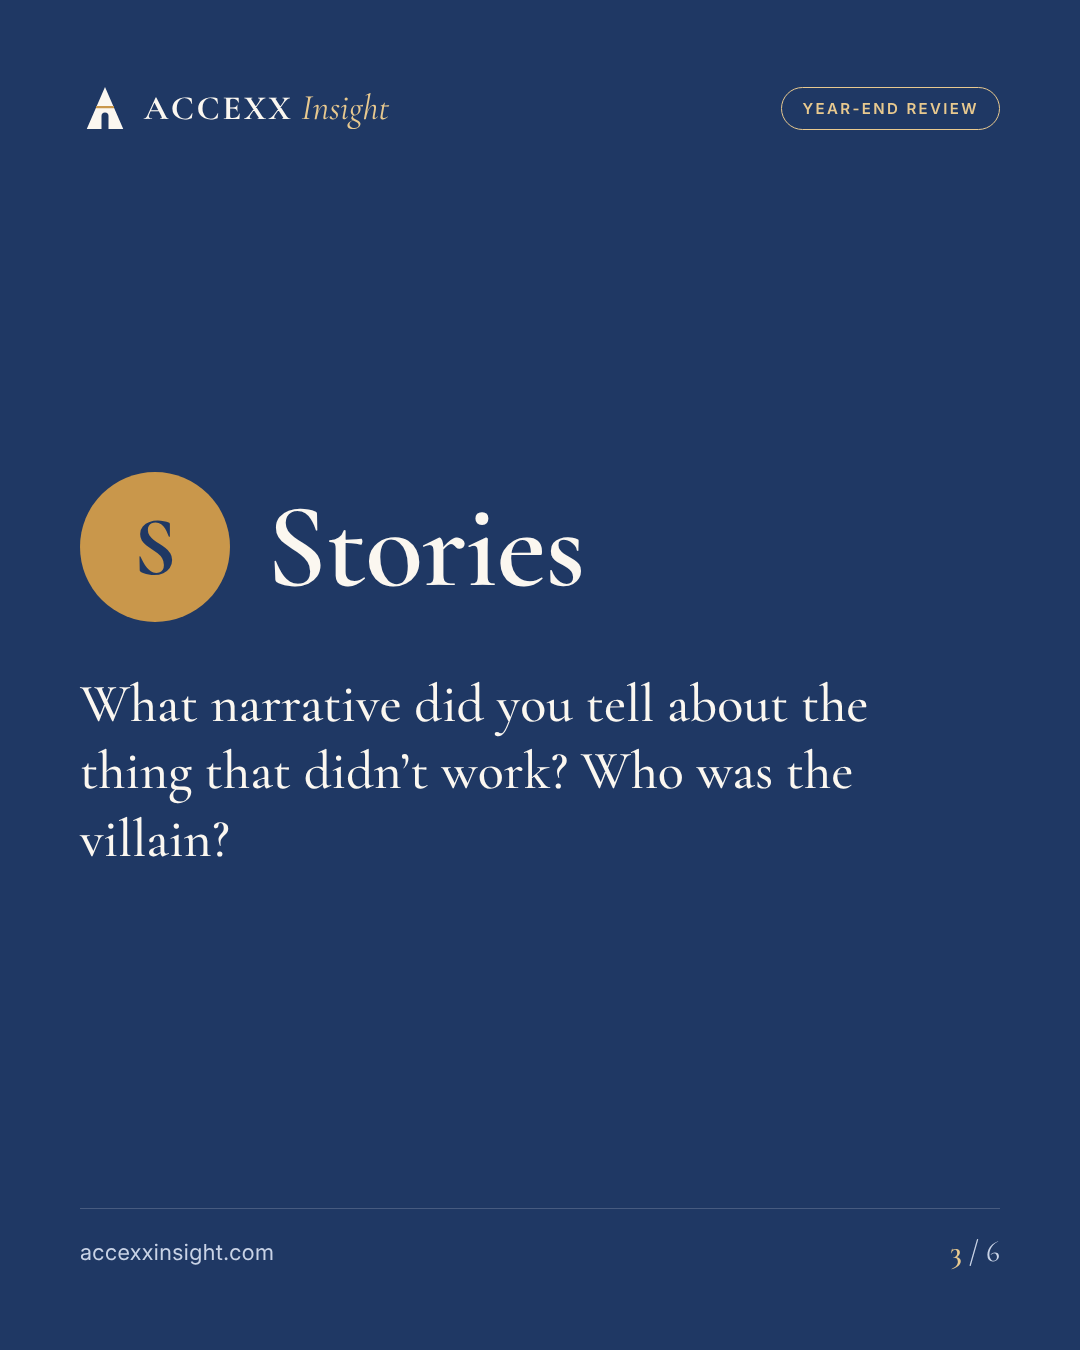 ACCEXX Insight
YEAR-END REVIEW
S
Stories
What narrative did you tell about the
thing that didn’t work? Who was the
villain?
accexxinsight.com
3 / 6